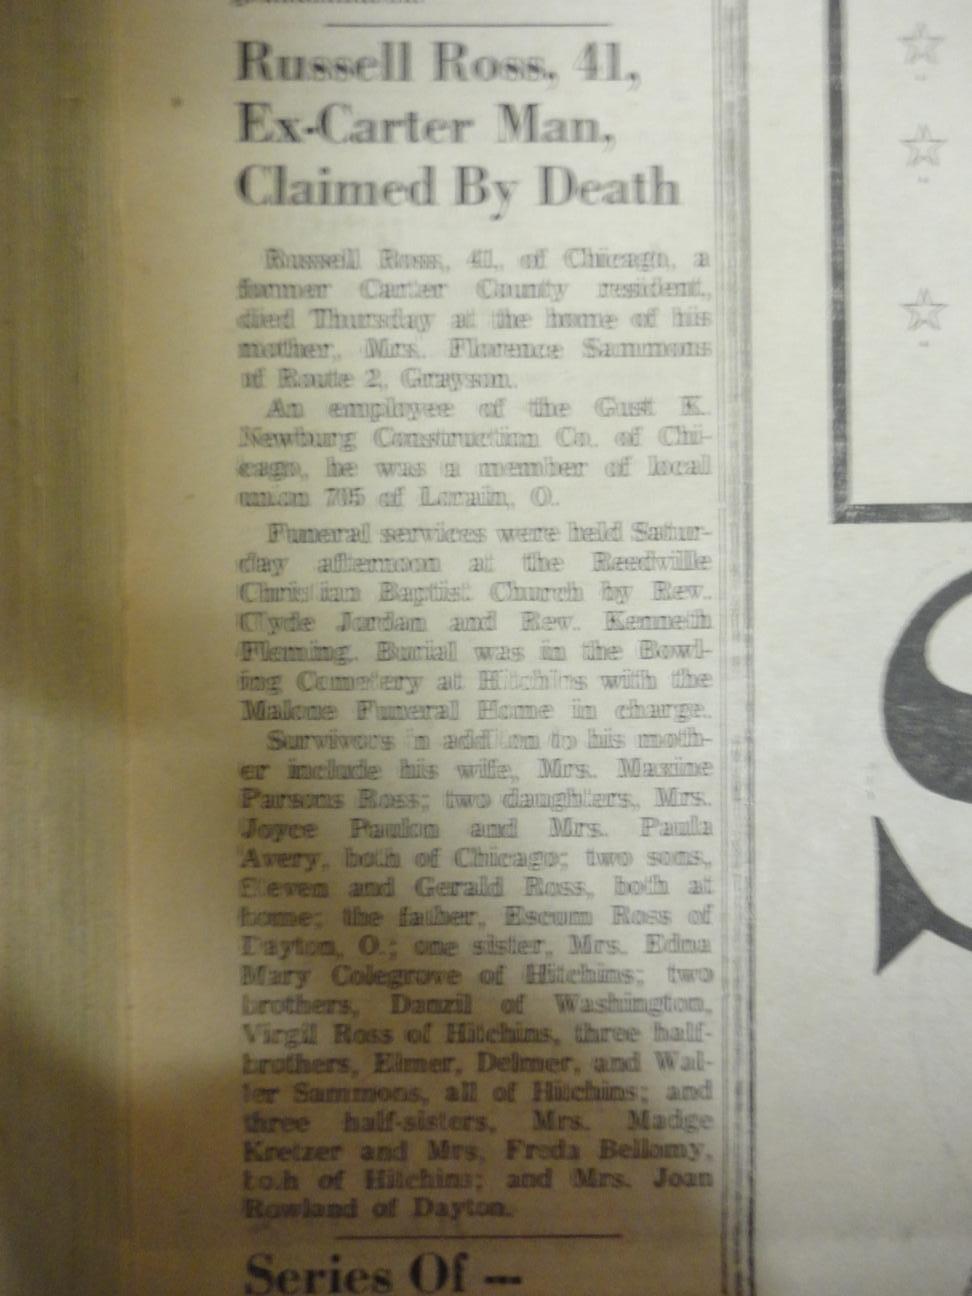 Russell Ross, 41,
Ex-Carter Man,
Claimed By Death
Russell Ross, 41, of Chicago, a
former Carter County resident,
died Thursday at the home of his
mother, Mrs. Florence Sammons
of Route 2, Grayson.
An employee of the Gust K.
Newburg Construction Co. of Chi-
cago, he was a member of local
union 705 of Lorain, O.
Funeral services were held Satur-
day afternoon at the Reedville
Christian Baptist Church by Rev.
Clyde Jordan and Rev. Kenneth
Fleming. Burial was in the Bowl-
ing Cemetery at Hitchins with the
Malone Funeral Home in charge.
Survivors in addition to his moth-
er include his wife, Mrs. Maxine
Parsons Ross; two daughters, Mrs.
Joyce and Mrs. Paula
Avery, both of Chicago; two sons,
Steven and Gerald Ross, both at
home; the father, Escum Ross of
Dayton, O.; one sister, Mrs. Edna
Mary Colegrove of Hitchins; two
brothers, Danzil of Washington,
Virgil Ross of Hitchins, three half-
brothers, Elmer, Delmer, and Wal-
ter Sammons, all of Hitchins; and
three half-sisters, Mrs. Madge
Kretzer and Mrs. Freda Bellomy,
bo.h of Hitchins; and Mrs. Joan
Rowland of Dayton.
Series Of --
S